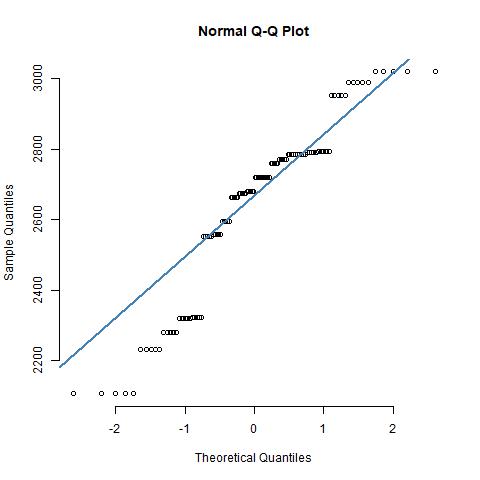 Normal Q-Q Plot
3000
2800
2600
2400
2200
Sample Quantiles
-2 -1 0 1 2
Theoretical Quantiles